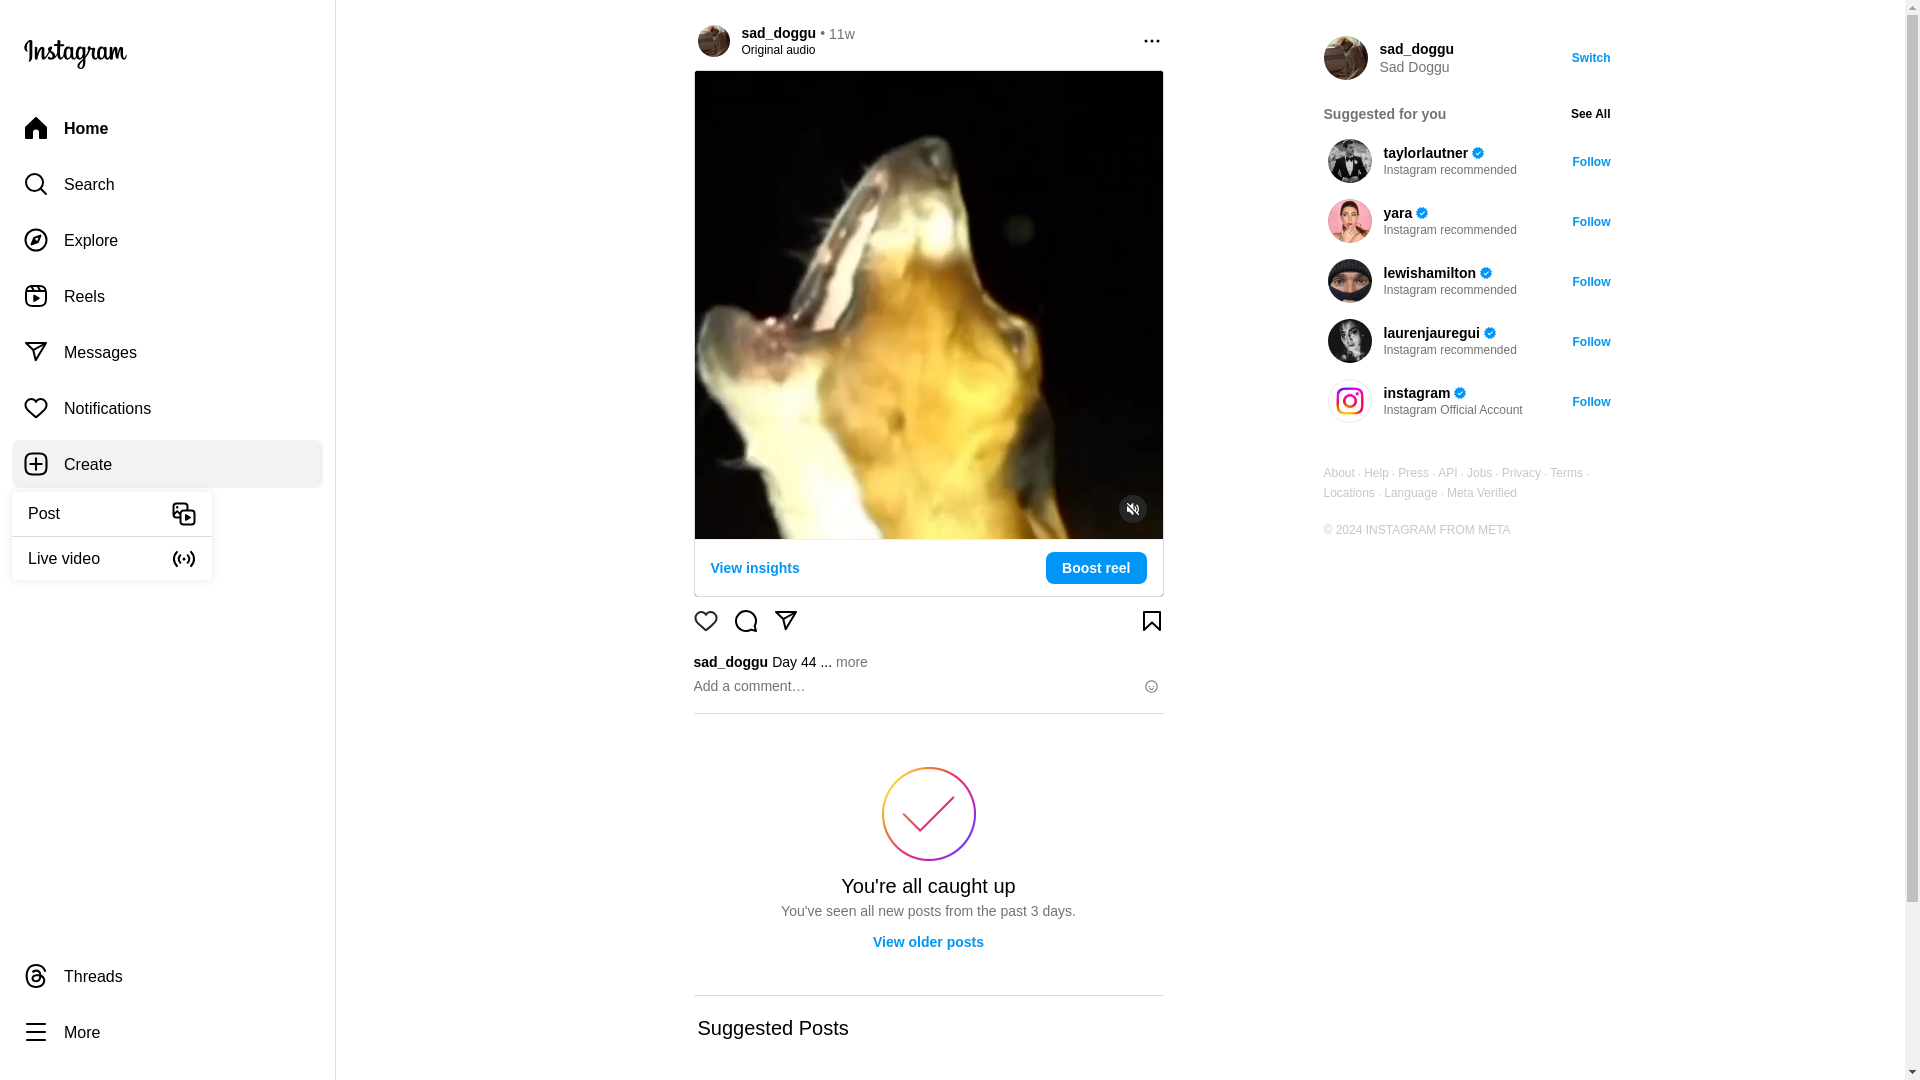 Instagram
Home
Search
Explore
Reels
Messages
Notifications
Create
Post
Live video
Threads
More
sad_doggu • 11w
Original audio
View insights
Boost reel
sad_doggu Day 44 ... more
Add a comment…
You're all caught up
You've seen all new posts from the past 3 days.
View older posts
Suggested Posts
sad_doggu
Sad Doggu
Switch
Suggested for you
See All
taylorlautner
Instagram recommended
Follow
yara
Instagram recommended
Follow
lewishamilton
Instagram recommended
Follow
laurenjauregui
Instagram recommended
Follow
instagram
Instagram Official Account
Follow
About · Help · Press · API · Jobs · Privacy · Terms ·
Locations · Language · Meta Verified
© 2024 INSTAGRAM FROM META